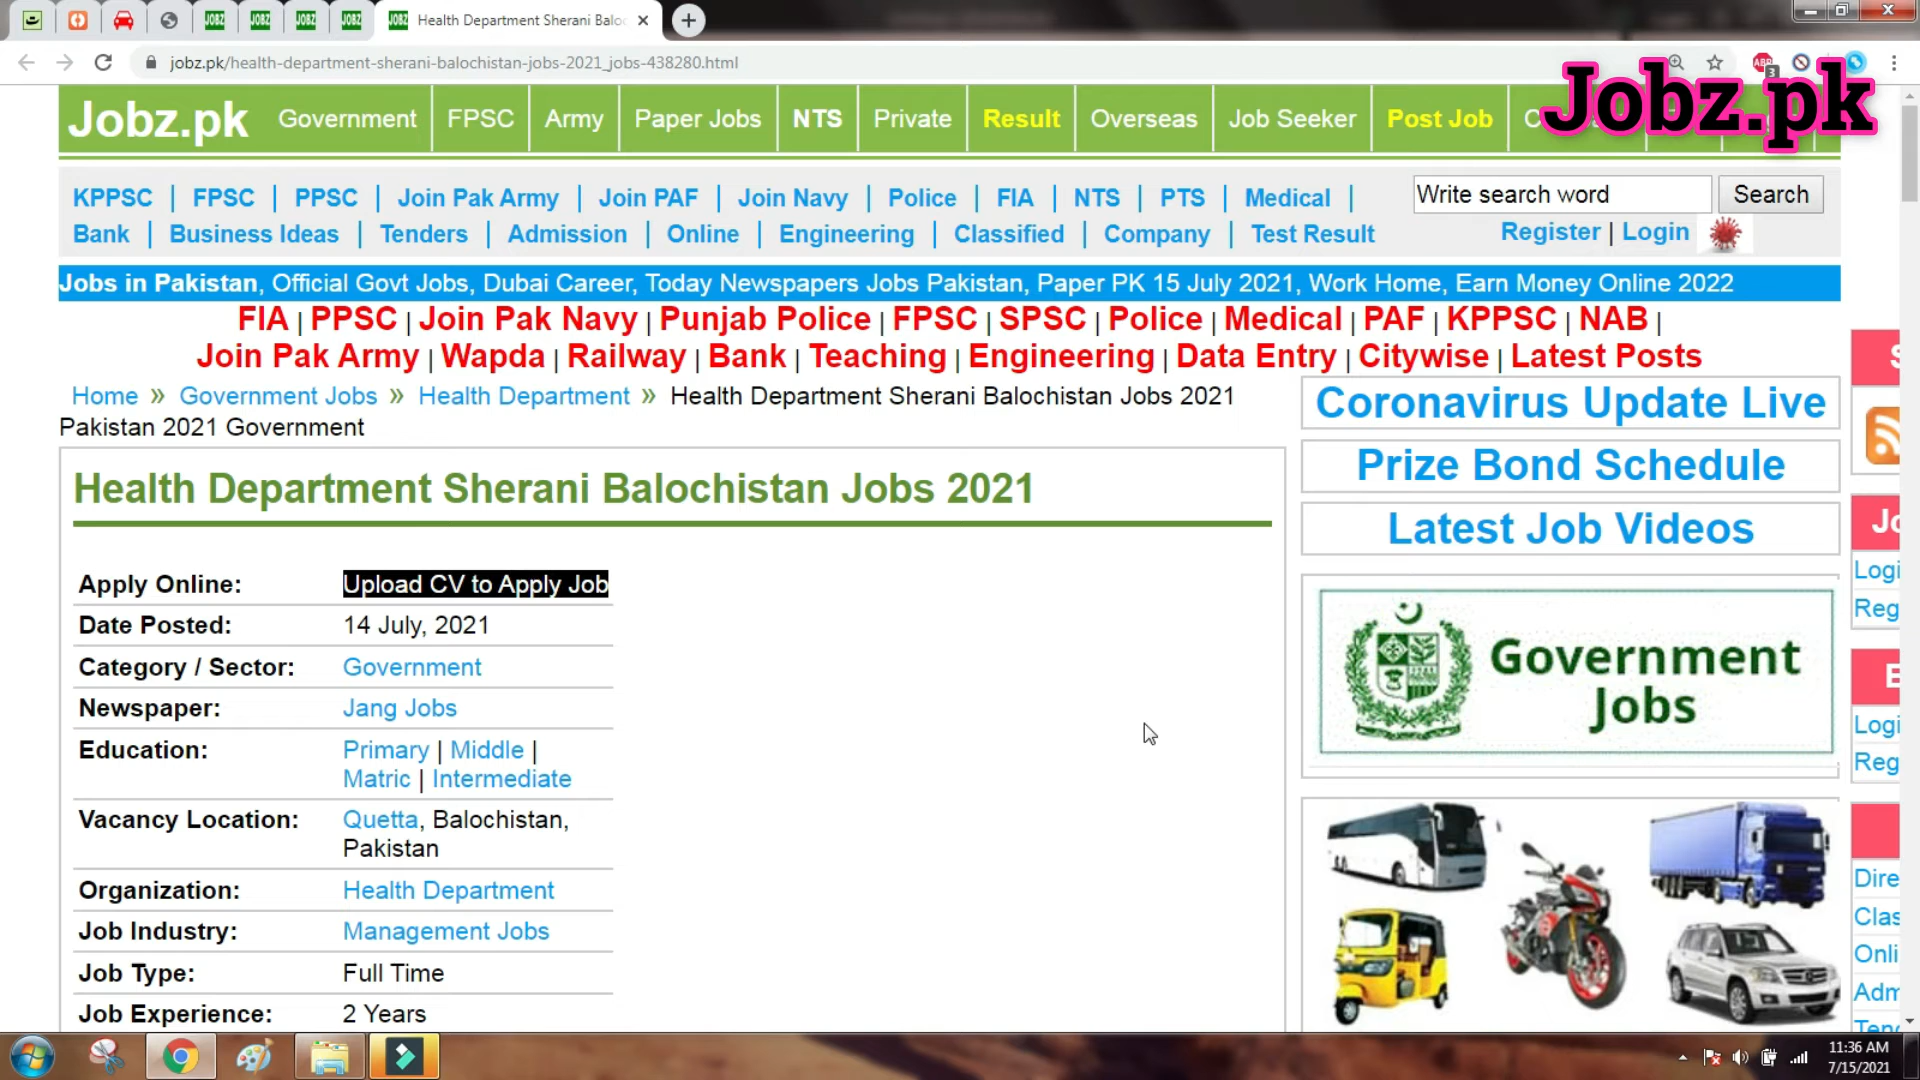 Health Department Sherani Baloc
jobz.pk/health-department-sherani-balochistan-jobs-2021_jobs-438280.html
Jobz.pk
Jobz.pk Government FPSC Army Paper Jobs NTS Private Result Overseas Job Seeker Post Job
KPPSC | FPSC | PPSC | Join Pak Army | Join PAF | Join Navy | Police | FIA | NTS | PTS | Medical |
Bank | Business Ideas | Tenders | Admission | Online | Engineering | Classified | Company | Test Result
Write search word Search
Register | Login
Jobs in Pakistan, Official Govt Jobs, Dubai Career, Today Newspapers Jobs Pakistan, Paper PK 15 July 2021, Work Home, Earn Money Online 2022
FIA | PPSC | Join Pak Navy | Punjab Police | FPSC | SPSC | Police | Medical | PAF | KPPSC | NAB |
Join Pak Army | Wapda | Railway | Bank | Teaching | Engineering | Data Entry | Citywise | Latest Posts
Home » Government Jobs » Health Department » Health Department Sherani Balochistan Jobs 2021
Pakistan 2021 Government
Health Department Sherani Balochistan Jobs 2021
Apply Online: Upload CV to Apply Job
Date Posted: 14 July, 2021
Category / Sector: Government
Newspaper: Jang Jobs
Education: Primary | Middle |
Matric | Intermediate
Vacancy Location: Quetta, Balochistan,
Pakistan
Organization: Health Department
Job Industry: Management Jobs
Job Type: Full Time
Job Experience: 2 Years
Coronavirus Update Live
Prize Bond Schedule
Latest Job Videos
Government
Jobs
Logi
Reg
Logi
Reg
Dire
Clas
Onli
Adm
11:36 AM
7/15/2021